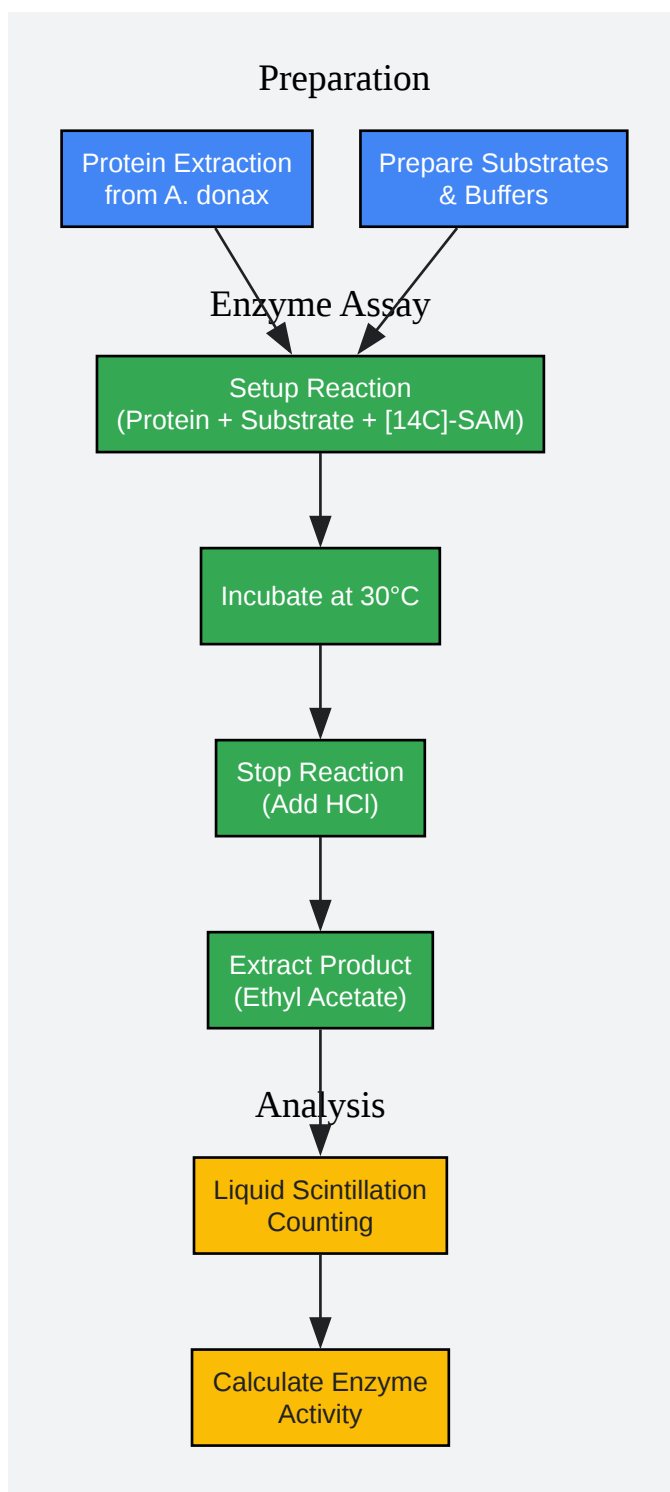 Preparation
Protein Extraction
from A. donax
Prepare Substrates
& Buffers
Enzyme Assay
Setup Reaction
(Protein + Substrate + [14C]-SAM)
Incubate at 30°C
Stop Reaction
(Add HCl)
Extract Product
(Ethyl Acetate)
Analysis
Liquid Scintillation
Counting
Calculate Enzyme
Activity